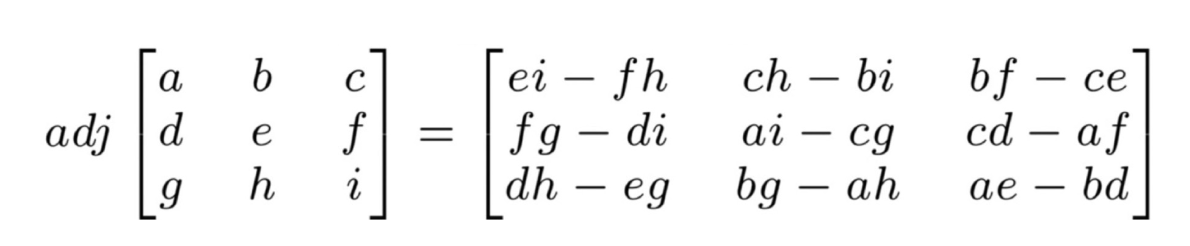 adj [a b c; d e f; g h i] = [ei − fh  ch − bi  bf − ce; fg − di  ai − cg  cd − af; dh − eg  bg − ah  ae − bd]